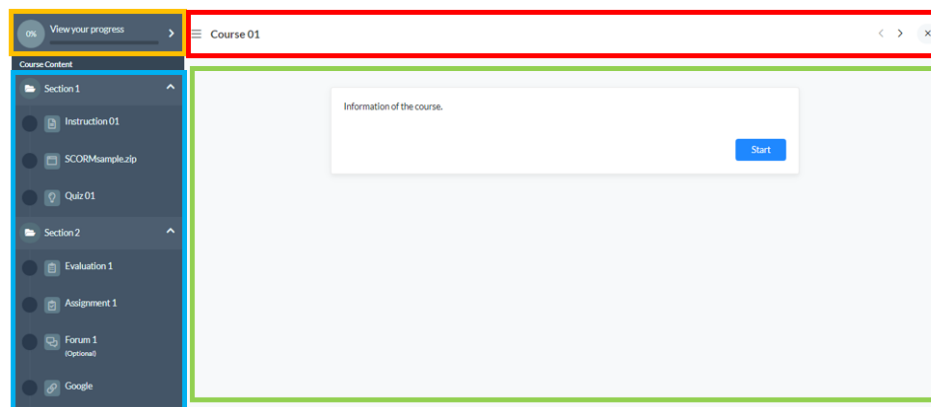 0%
View your progress
Course 01
Course Content
Section 1
Instruction 01
SCORMsample.zip
Quiz 01
Section 2
Evaluation 1
Assignment 1
Forum 1
(Optional)
Google
Information of the course.
Start